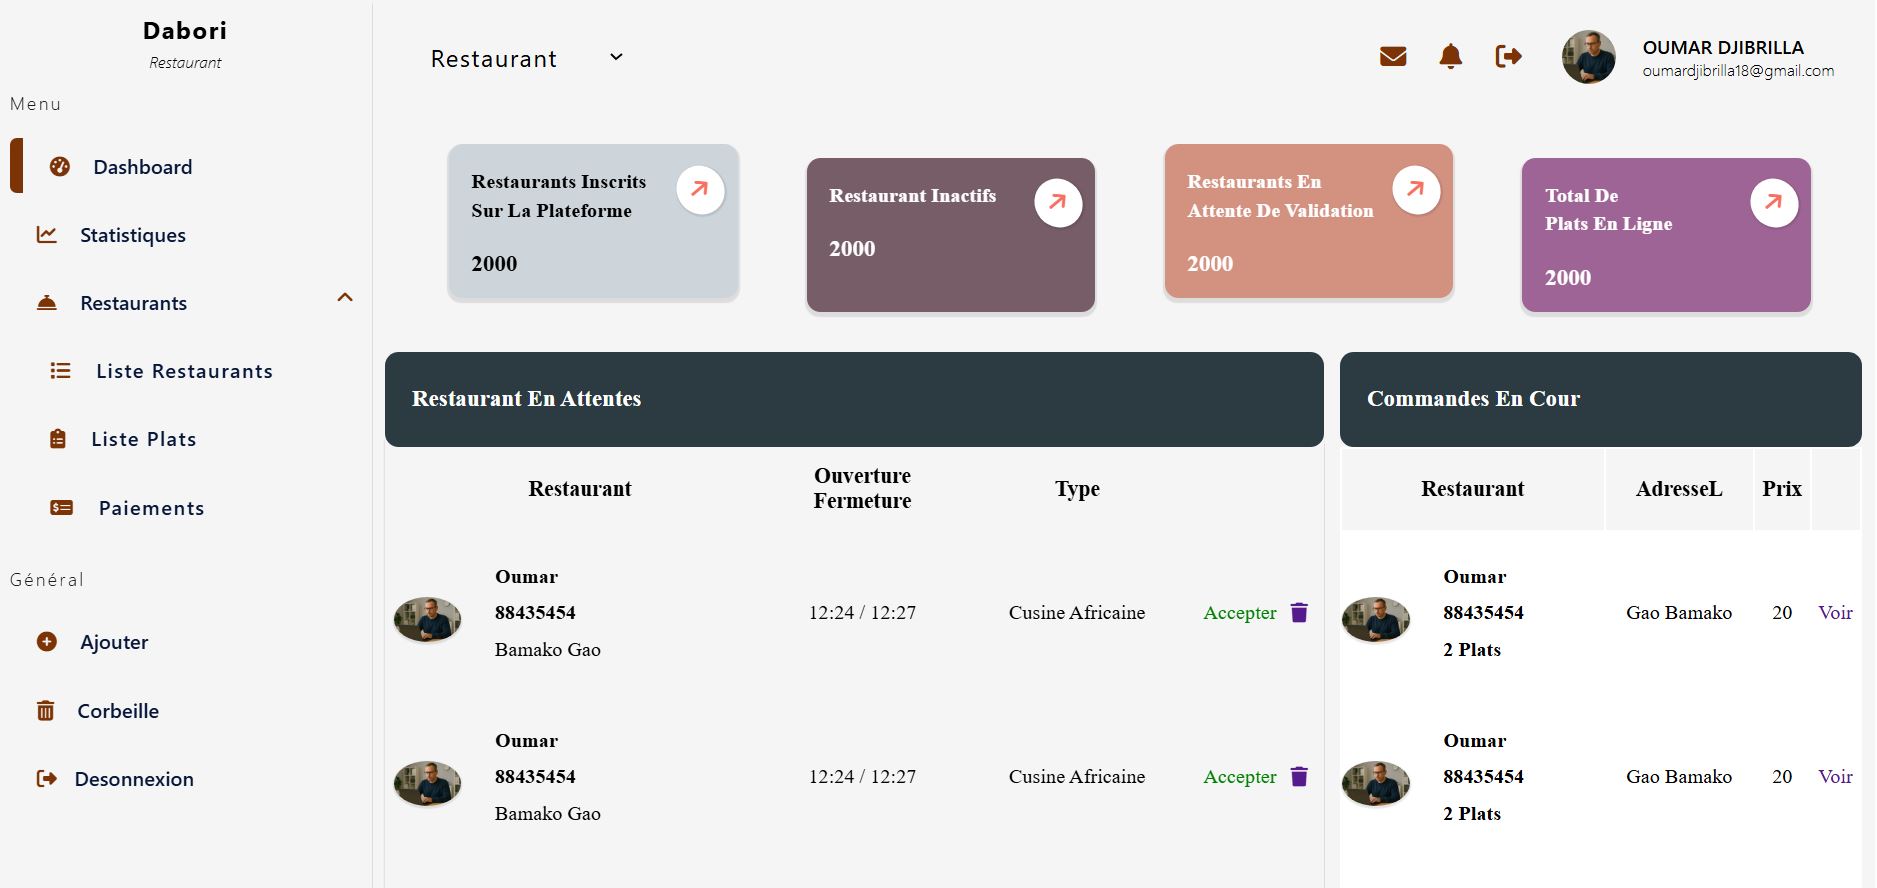 Dabori
Restaurant
Menu
Dashboard
Statistiques
Restaurants
Liste Restaurants
Liste Plats
Paiements
Général
Ajouter
Corbeille
Desonnexion
Restaurant
OUMAR DJIBRILLA
oumardjibrilla18@gmail.com
Restaurants Inscrits
Sur La Plateforme
2000
Restaurant Inactifs
2000
Restaurants En
Attente De Validation
2000
Total De
Plats En Ligne
2000
Restaurant En Attentes
Restaurant
Ouverture
Fermeture
Type
Oumar
88435454
Bamako Gao
12:24 / 12:27
Cusine Africaine
Accepter
Oumar
88435454
Bamako Gao
12:24 / 12:27
Cusine Africaine
Accepter
Commandes En Cour
Restaurant
AdresseL
Prix
Oumar
88435454
2 Plats
Gao Bamako
20
Voir
Oumar
88435454
2 Plats
Gao Bamako
20
Voir